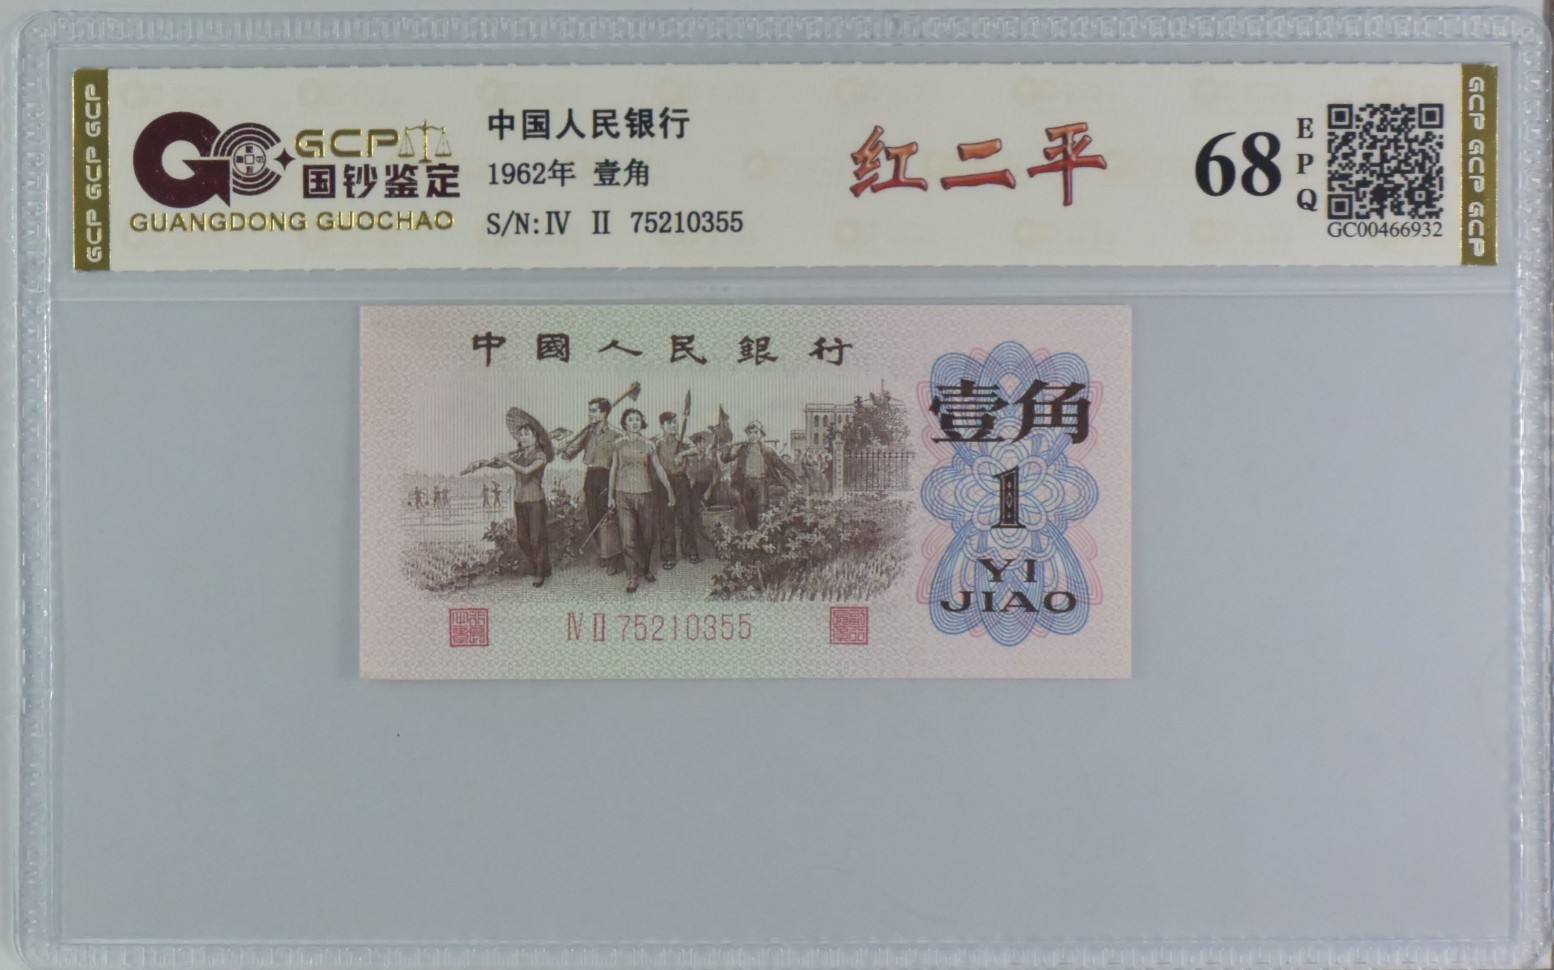 GCP GCP GCP
GCP
国钞鉴定
GUANGDONG GUOCHAO
中国人民银行
1962年 壹角
S/N:Ⅳ Ⅱ 75210355
红二平
68
EPQ
GC00466932
GCP GCP GCP
中國人民銀行
壹角
1
YI
JIAO
Ⅳ Ⅱ 75210355